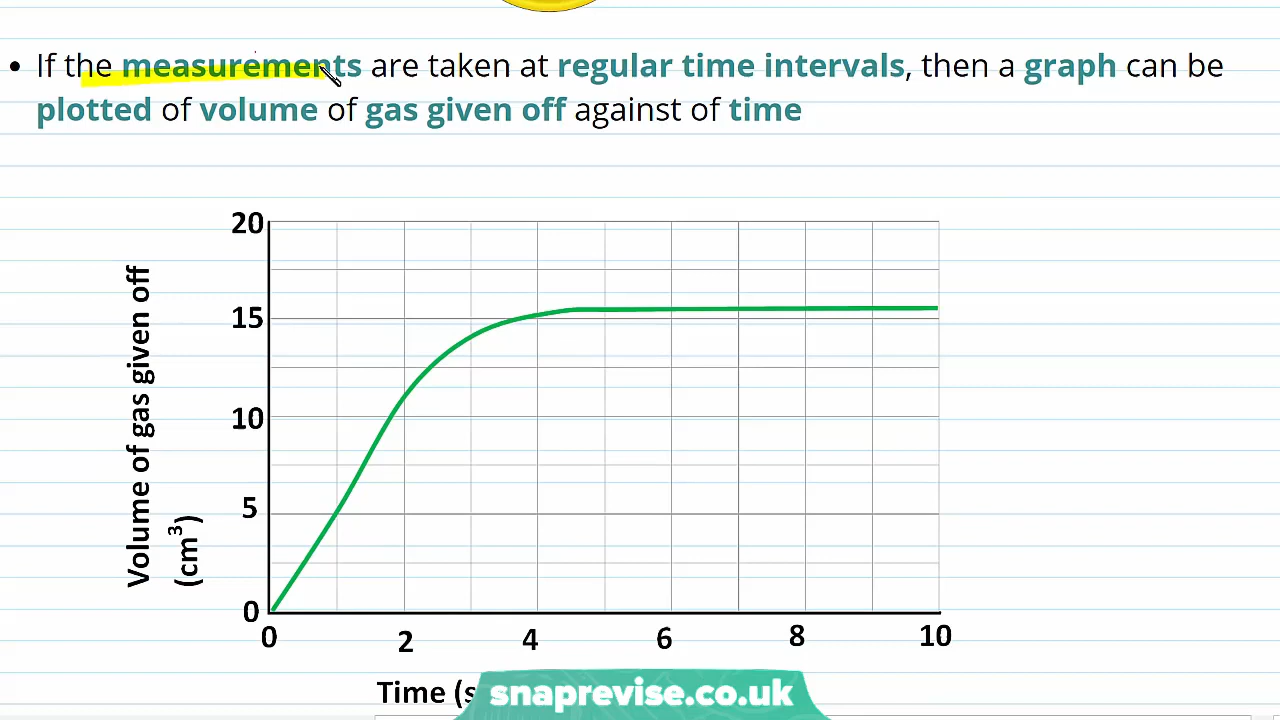 • If the measurements are taken at regular time intervals, then a graph can be
plotted of volume of gas given off against of time
20
15
10
5
0
Volume of gas given off
(cm³)
0 2 4 6 8 10
Time (s
snaprevise.co.uk